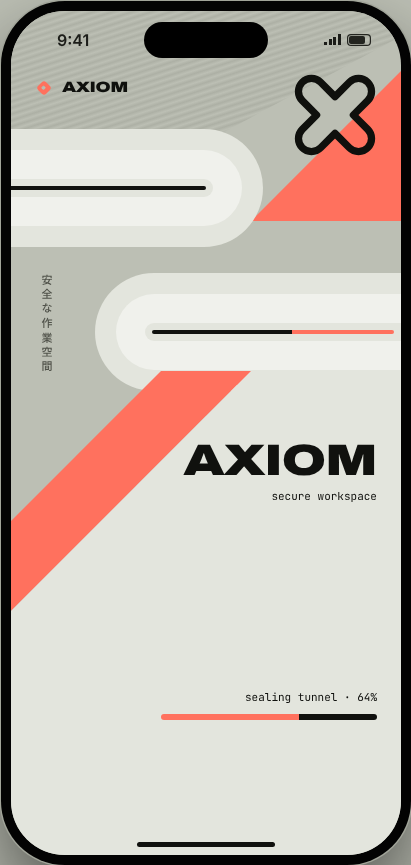 9:41
AXIOM
安全な作業空間
AXIOM
secure workspace
sealing tunnel · 64%